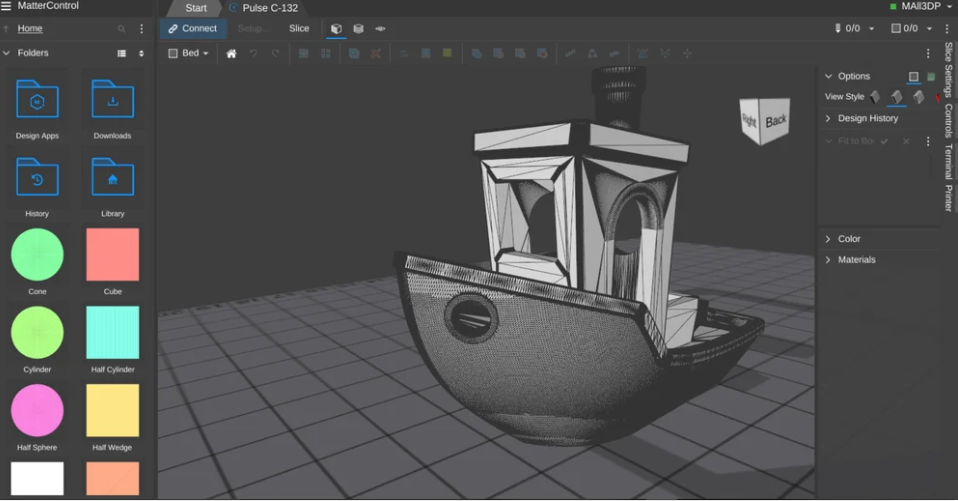 MatterControl
Start
Pulse C-132
MAll3DP
Home
Connect
Setup...
Slice
0/0
0/0
Folders
Bed
Design Apps
Downloads
History
Library
Cone
Cube
Cylinder
Half Cylinder
Half Sphere
Half Wedge
Right
Back
Options
View Style
Design History
Fit to Bo
Color
Materials
Slice Settings
Controls
Terminal
Printer